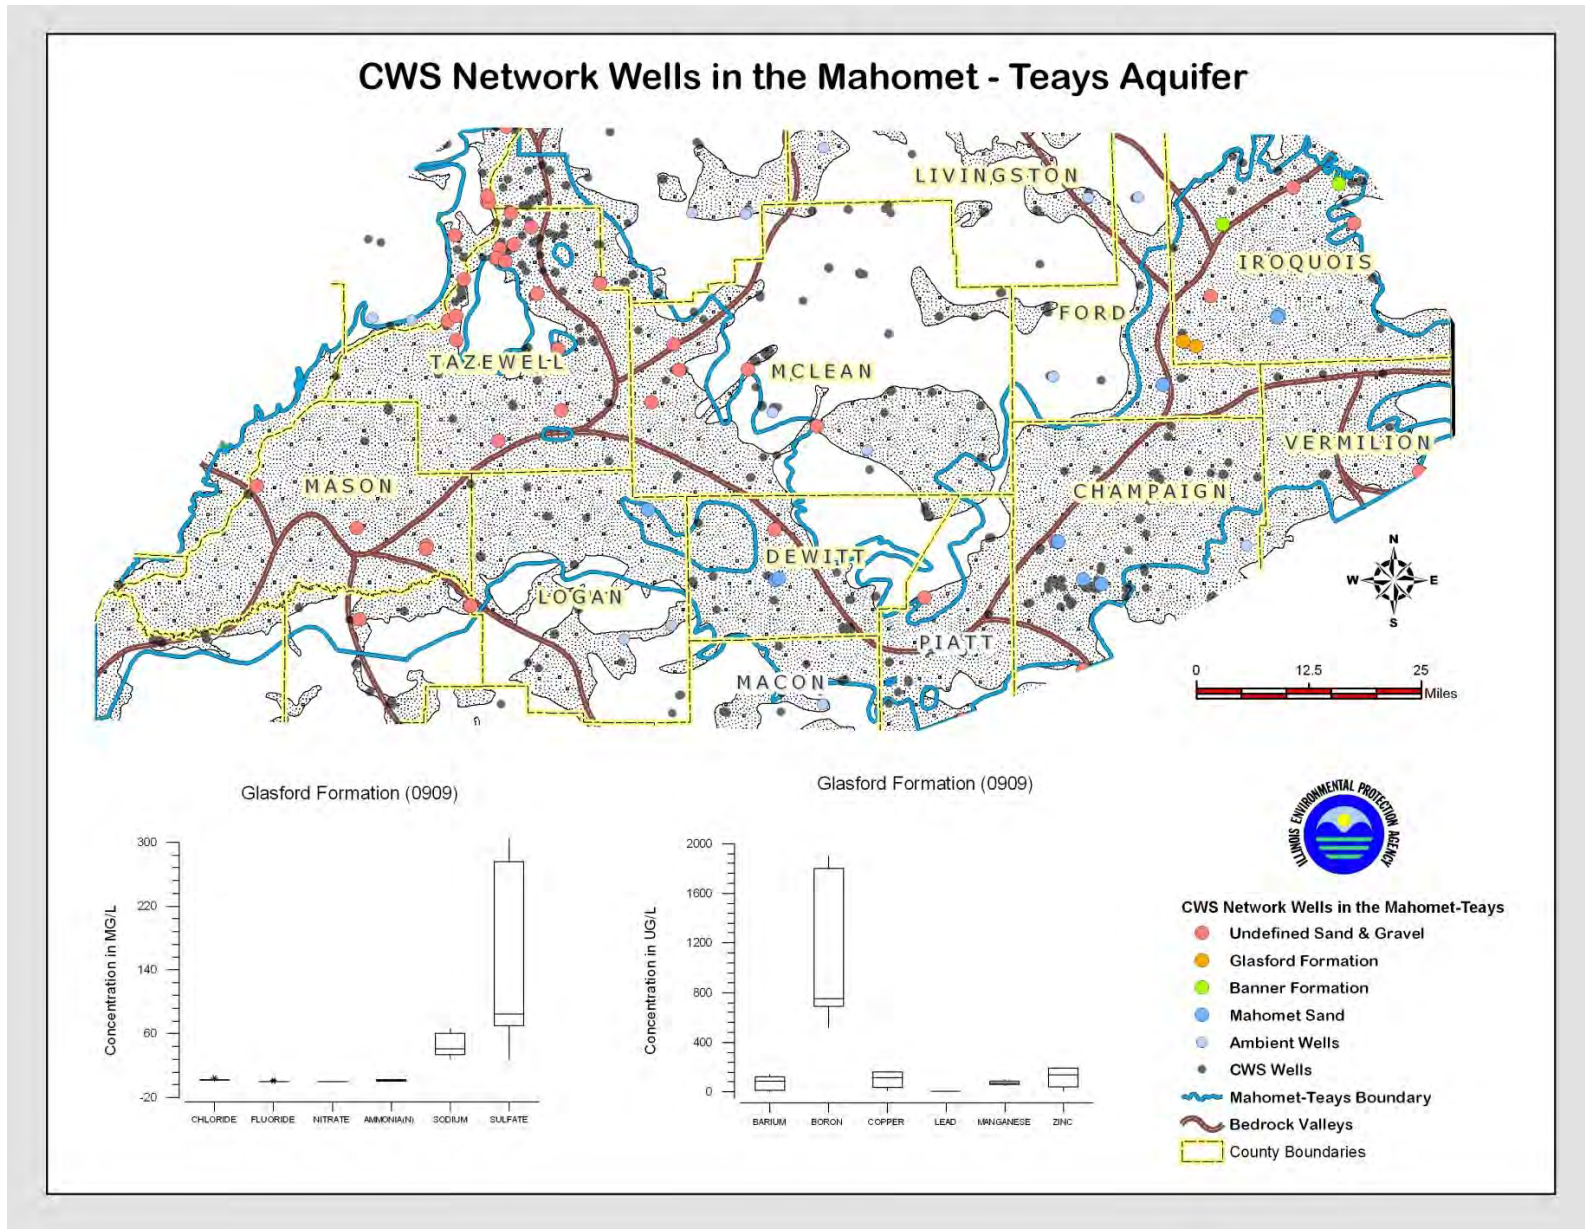 CWS Network Wells in the Mahomet - Teays Aquifer
LIVINGSTON
IROQUOIS
FORD
TAZEWELL
MCLEAN
VERMILION
MASON
CHAMPAIGN
DEWITT
LOGAN
PIATT
MACON
N
W
E
S
0
12.5
25
Miles
Glasford Formation (0909)
Concentration in MG/L
300
220
140
60
-20
CHLORIDE
FLUORIDE
NITRATE
AMMONIA(N)
SODIUM
SULFATE
Glasford Formation (0909)
Concentration in UG/L
2000
1600
1200
800
400
0
BARIUM
BORON
COPPER
LEAD
MANGANESE
ZINC
ILLINOIS ENVIRONMENTAL PROTECTION AGENCY
CWS Network Wells in the Mahomet-Teays
Undefined Sand & Gravel
Glasford Formation
Banner Formation
Mahomet Sand
Ambient Wells
CWS Wells
Mahomet-Teays Boundary
Bedrock Valleys
County Boundaries